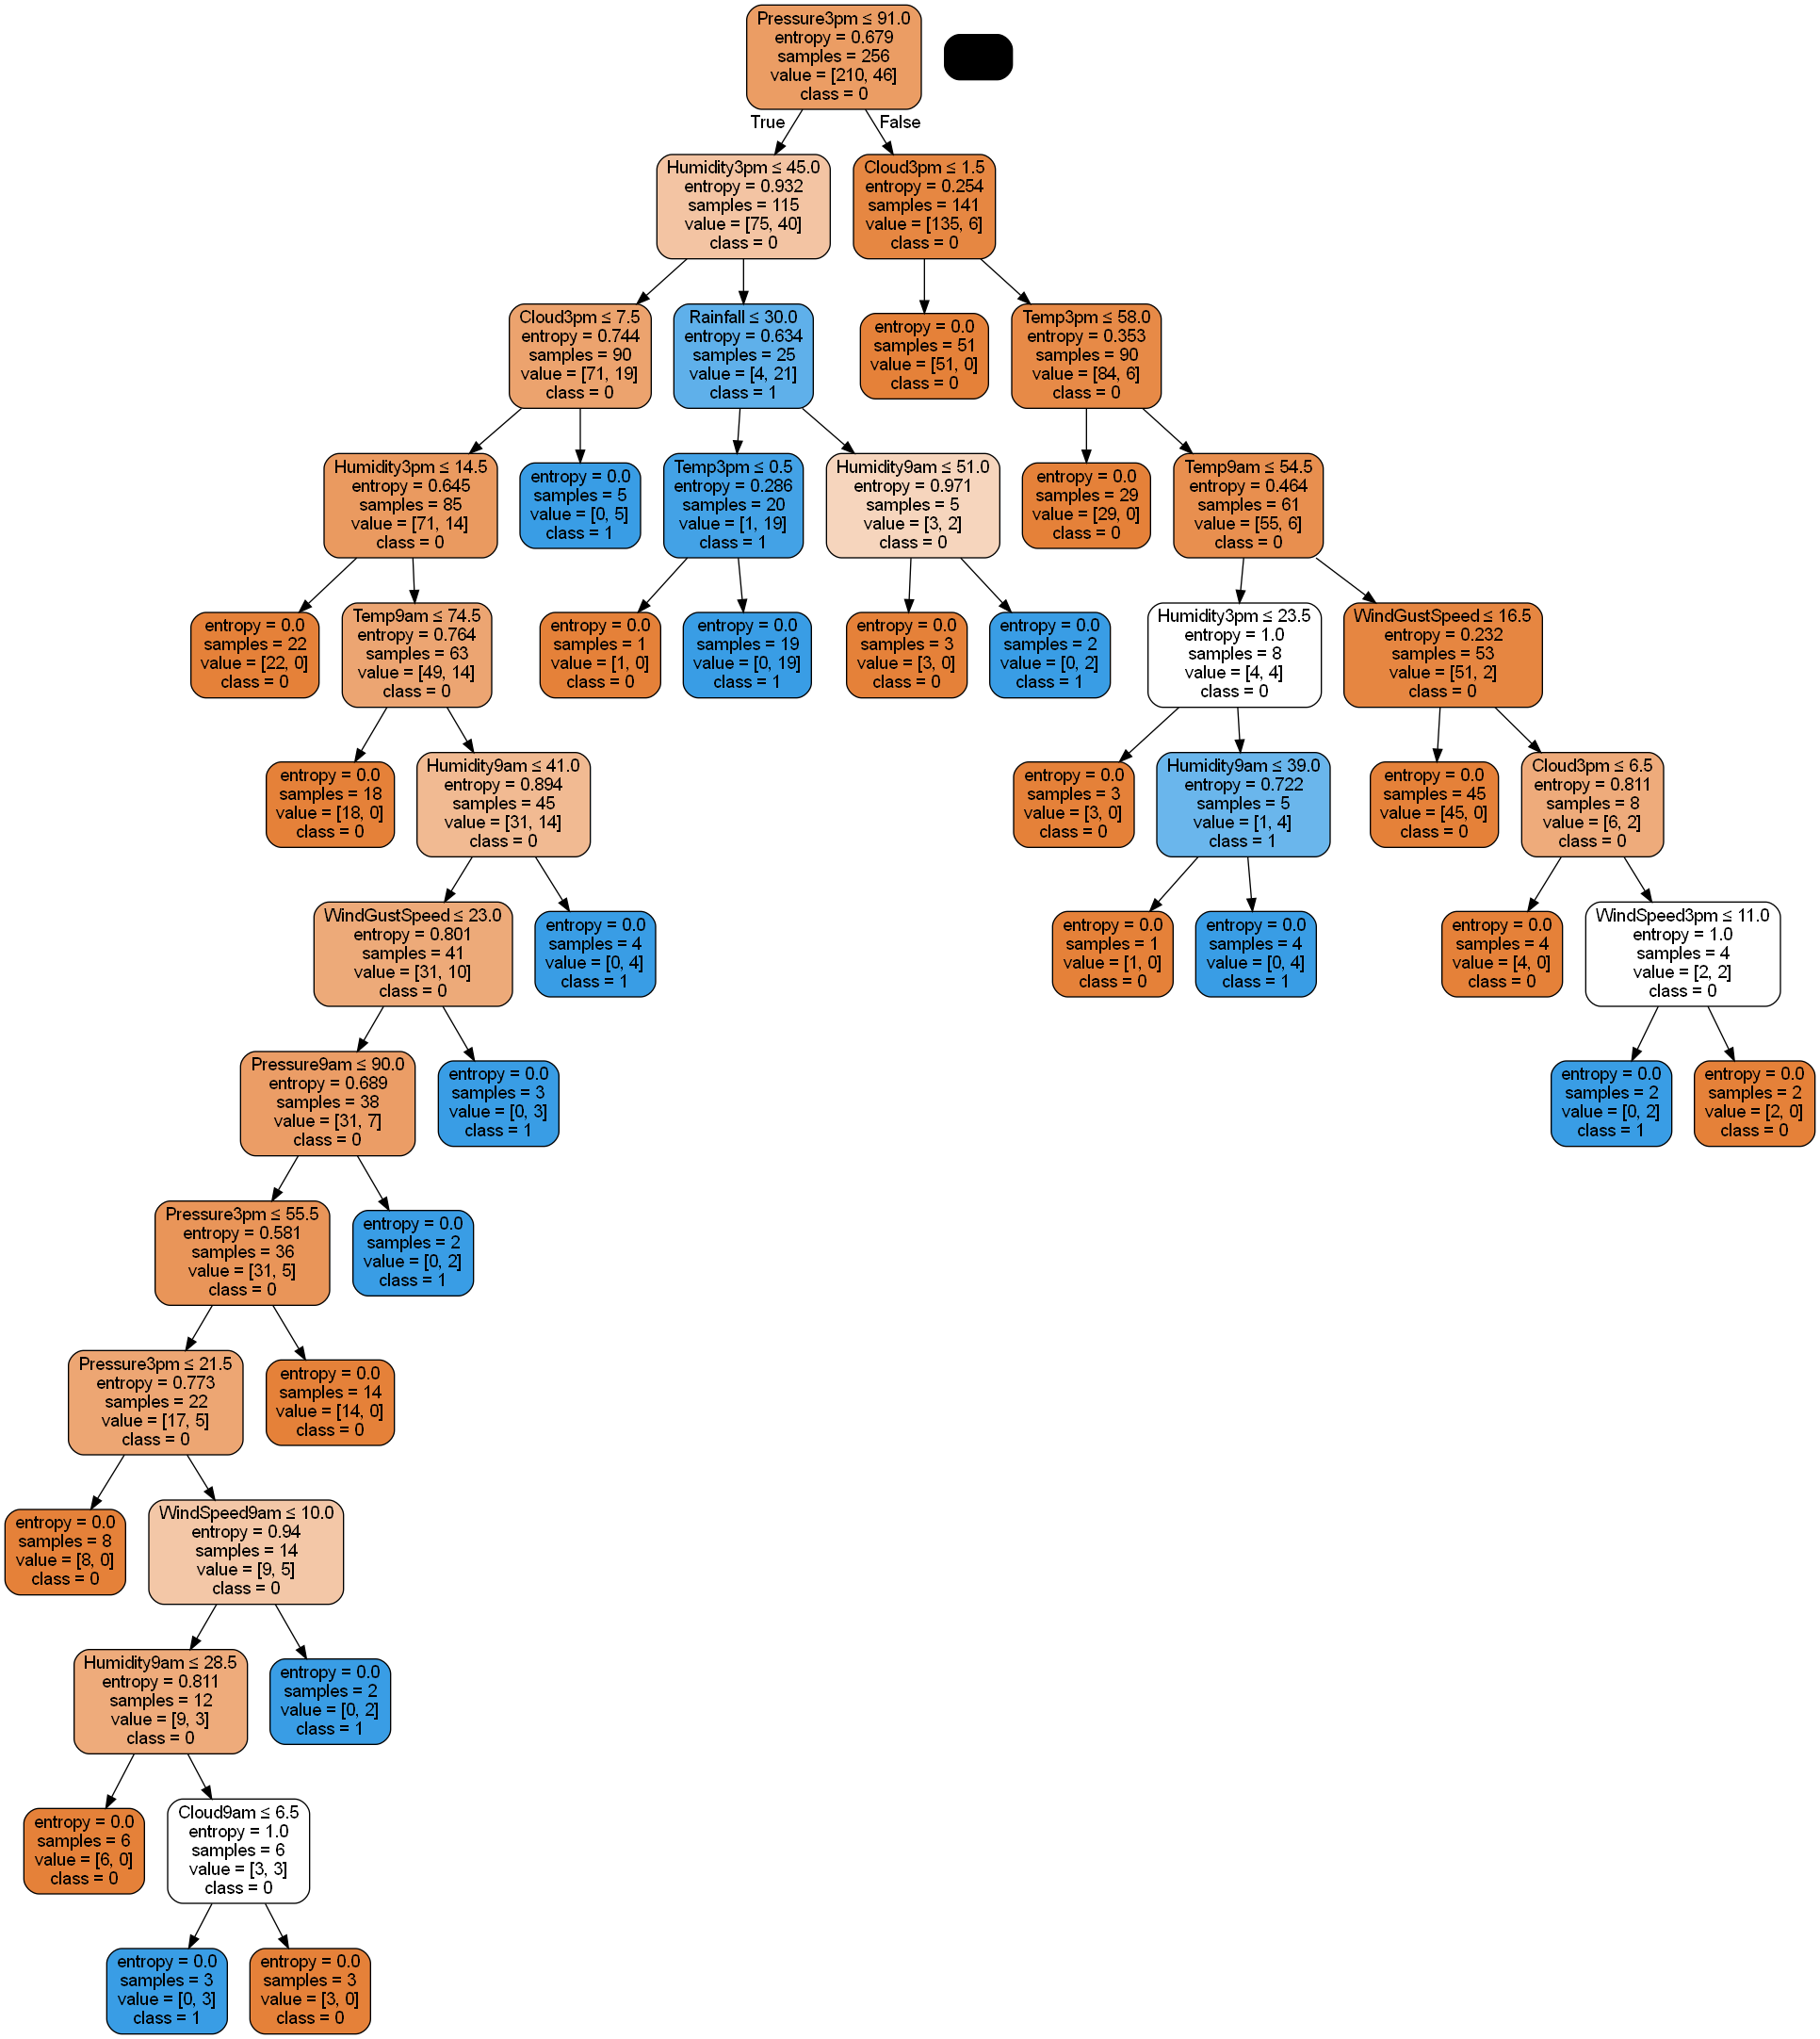 Pressure3pm ≤ 91.0
entropy = 0.679
samples = 256
value = [210, 46]
class = 0
True
False
Humidity3pm ≤ 45.0
entropy = 0.932
samples = 115
value = [75, 40]
class = 0
Cloud3pm ≤ 1.5
entropy = 0.254
samples = 141
value = [135, 6]
class = 0
Cloud3pm ≤ 7.5
entropy = 0.744
samples = 90
value = [71, 19]
class = 0
Rainfall ≤ 30.0
entropy = 0.634
samples = 25
value = [4, 21]
class = 1
entropy = 0.0
samples = 51
value = [51, 0]
class = 0
Temp3pm ≤ 58.0
entropy = 0.353
samples = 90
value = [84, 6]
class = 0
Humidity3pm ≤ 14.5
entropy = 0.645
samples = 85
value = [71, 14]
class = 0
entropy = 0.0
samples = 5
value = [0, 5]
class = 1
Temp3pm ≤ 0.5
entropy = 0.286
samples = 20
value = [1, 19]
class = 1
Humidity9am ≤ 51.0
entropy = 0.971
samples = 5
value = [3, 2]
class = 0
entropy = 0.0
samples = 29
value = [29, 0]
class = 0
Temp9am ≤ 54.5
entropy = 0.464
samples = 61
value = [55, 6]
class = 0
entropy = 0.0
samples = 22
value = [22, 0]
class = 0
Temp9am ≤ 74.5
entropy = 0.764
samples = 63
value = [49, 14]
class = 0
entropy = 0.0
samples = 1
value = [1, 0]
class = 0
entropy = 0.0
samples = 19
value = [0, 19]
class = 1
entropy = 0.0
samples = 3
value = [3, 0]
class = 0
entropy = 0.0
samples = 2
value = [0, 2]
class = 1
Humidity3pm ≤ 23.5
entropy = 1.0
samples = 8
value = [4, 4]
class = 0
WindGustSpeed ≤ 16.5
entropy = 0.232
samples = 53
value = [51, 2]
class = 0
entropy = 0.0
samples = 18
value = [18, 0]
class = 0
Humidity9am ≤ 41.0
entropy = 0.894
samples = 45
value = [31, 14]
class = 0
entropy = 0.0
samples = 3
value = [3, 0]
class = 0
Humidity9am ≤ 39.0
entropy = 0.722
samples = 5
value = [1, 4]
class = 1
entropy = 0.0
samples = 45
value = [45, 0]
class = 0
Cloud3pm ≤ 6.5
entropy = 0.811
samples = 8
value = [6, 2]
class = 0
WindGustSpeed ≤ 23.0
entropy = 0.801
samples = 41
value = [31, 10]
class = 0
entropy = 0.0
samples = 4
value = [0, 4]
class = 1
entropy = 0.0
samples = 1
value = [1, 0]
class = 0
entropy = 0.0
samples = 4
value = [0, 4]
class = 1
entropy = 0.0
samples = 4
value = [4, 0]
class = 0
WindSpeed3pm ≤ 11.0
entropy = 1.0
samples = 4
value = [2, 2]
class = 0
Pressure9am ≤ 90.0
entropy = 0.689
samples = 38
value = [31, 7]
class = 0
entropy = 0.0
samples = 3
value = [0, 3]
class = 1
entropy = 0.0
samples = 2
value = [0, 2]
class = 1
entropy = 0.0
samples = 2
value = [2, 0]
class = 0
Pressure3pm ≤ 55.5
entropy = 0.581
samples = 36
value = [31, 5]
class = 0
entropy = 0.0
samples = 2
value = [0, 2]
class = 1
Pressure3pm ≤ 21.5
entropy = 0.773
samples = 22
value = [17, 5]
class = 0
entropy = 0.0
samples = 14
value = [14, 0]
class = 0
entropy = 0.0
samples = 8
value = [8, 0]
class = 0
WindSpeed9am ≤ 10.0
entropy = 0.94
samples = 14
value = [9, 5]
class = 0
Humidity9am ≤ 28.5
entropy = 0.811
samples = 12
value = [9, 3]
class = 0
entropy = 0.0
samples = 2
value = [0, 2]
class = 1
entropy = 0.0
samples = 6
value = [6, 0]
class = 0
Cloud9am ≤ 6.5
entropy = 1.0
samples = 6
value = [3, 3]
class = 0
entropy = 0.0
samples = 3
value = [0, 3]
class = 1
entropy = 0.0
samples = 3
value = [3, 0]
class = 0